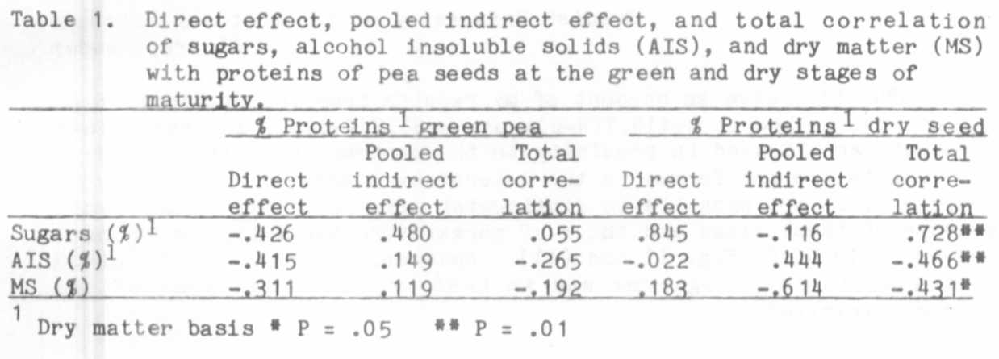 Table 1. Direct effect, pooled indirect effect, and total correlation
of sugars, alcohol insoluble solids (AIS), and dry matter (MS)
with proteins of pea seeds at the green and dry stages of
maturity.
% Proteins¹ green pea % Proteins¹ dry seed
Pooled Total Pooled Total
Direct indirect corre- Direct indirect corre-
effect effect lation effect effect lation
Sugars (%)¹ -.426 .480 .055 .845 -.116 .728**
AIS (%)¹ -.415 .149 -.265 -.022 .444 -.466**
MS (%) -.311 .119 -.192 .183 -.614 -.431*
¹ Dry matter basis * P = .05 ** P = .01